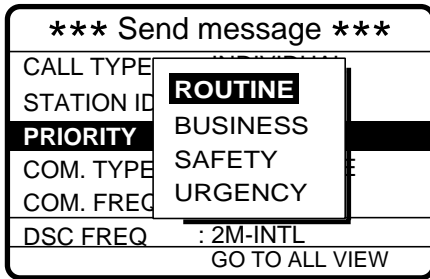 *** Send message ***
CALL TYPE
STATION ID
PRIORITY
COM. TYPE
COM. FREQ
DSC FREQ : 2M-INTL
GO TO ALL VIEW
ROUTINE
BUSINESS
SAFETY
URGENCY